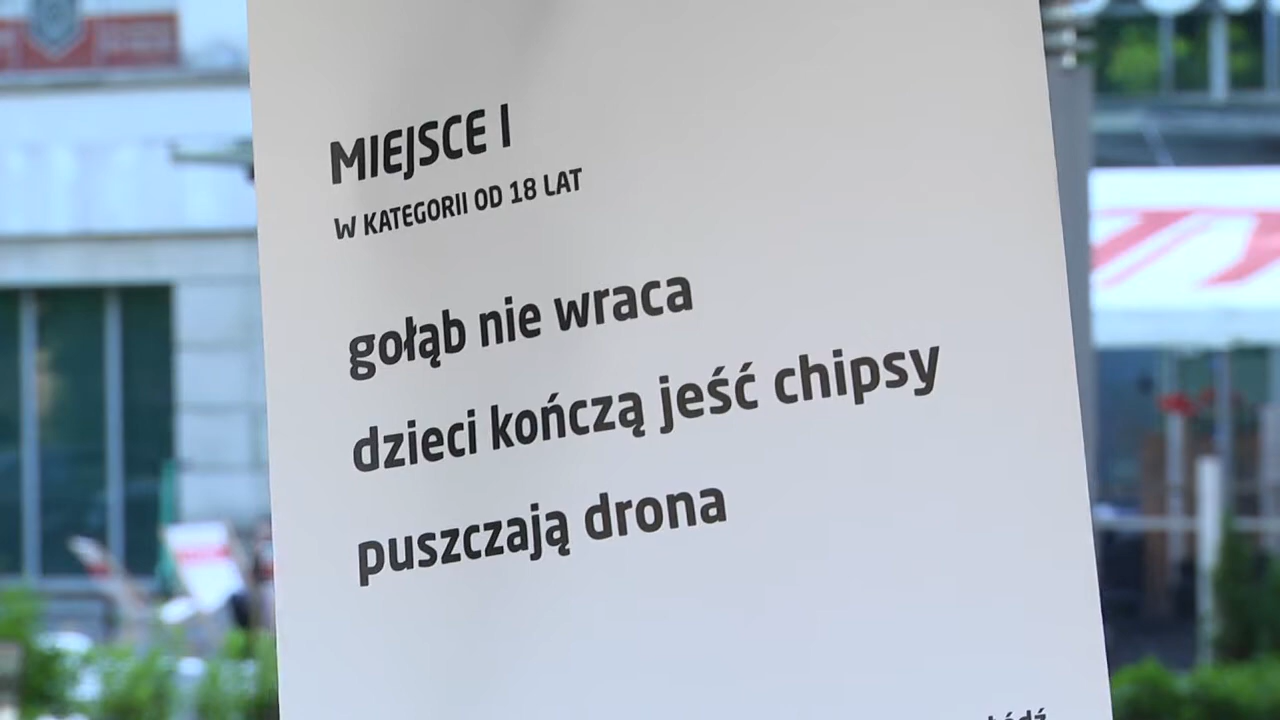 MIEJSCE I
W KATEGORII OD 18 LAT
gołąb nie wraca
dzieci kończą jeść chipsy
puszczają drona